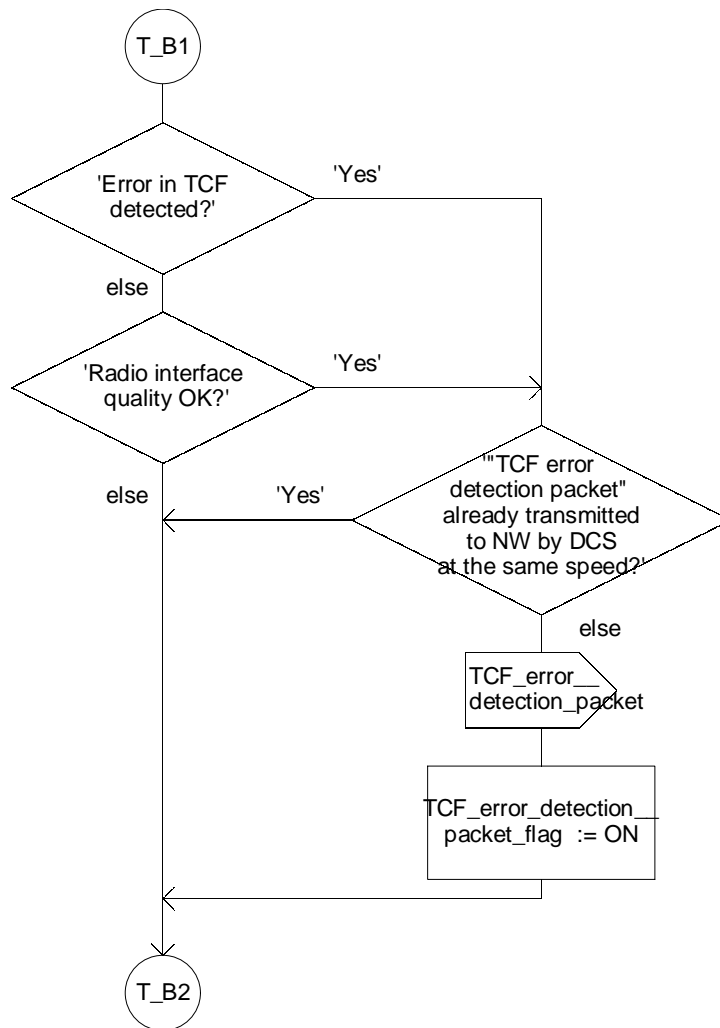 T_B1
'Error in TCF
detected?'
'Yes'
else
'Radio interface
quality OK?'
'Yes'
else
'Yes'
'"TCF error
detection packet"
already transmitted
to NW by DCS
at the same speed?'
else
TCF_error__
detection_packet
TCF_error_detection__
packet_flag := ON
T_B2